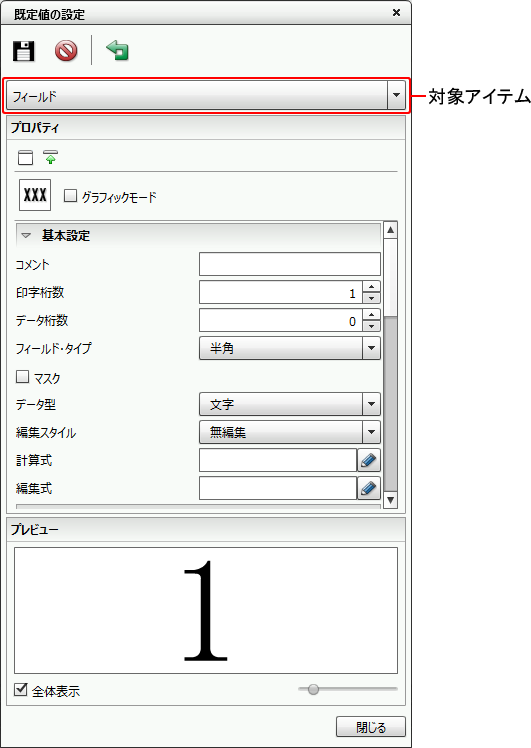 既定値の設定
フィールド
対象アイテム
プロパティ
XXX グラフィックモード
基本設定
コメント
印字桁数 1
データ桁数 0
フィールド・タイプ 半角
マスク
データ型 文字
編集スタイル 無編集
計算式
編集式
プレビュー
1
全体表示
閉じる